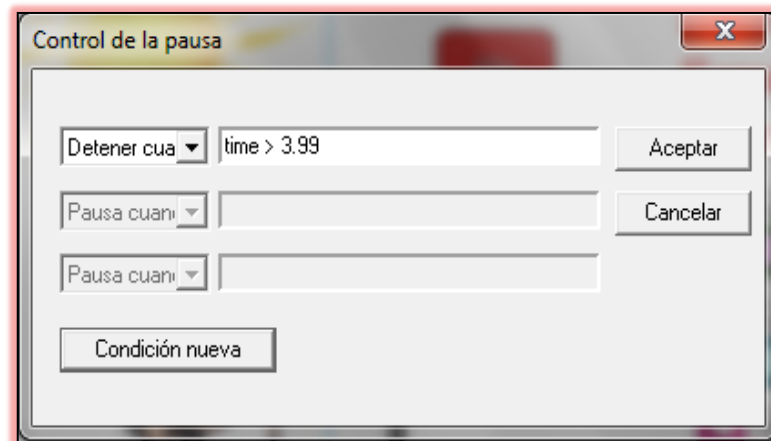 Control de la pausa
Detener cua time > 3.99 Aceptar
Pausa cuan Cancelar
Pausa cuan
Condición nueva